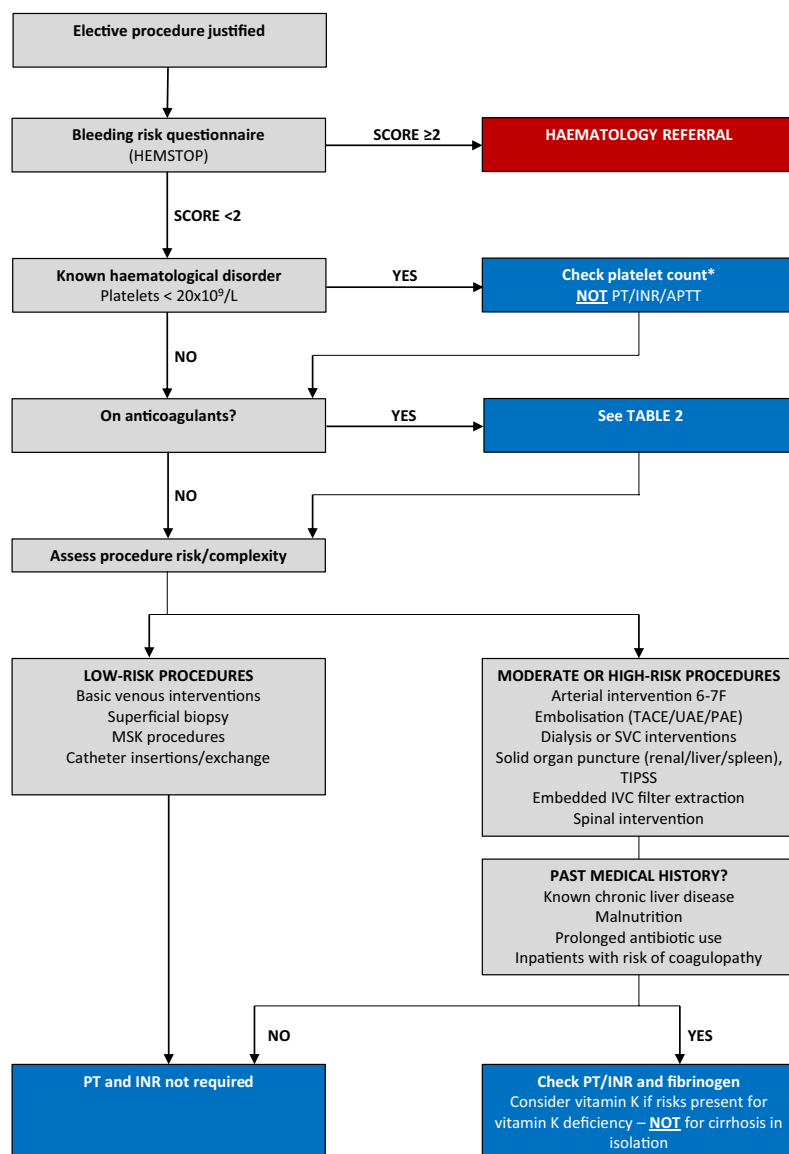 Elective procedure justified
Bleeding risk questionnaire
(HEMSTOP)
SCORE ≥2
HAEMATOLOGY REFERRAL
SCORE <2
Known haematological disorder
Platelets < 20x10⁹/L
YES
Check platelet count*
NOT PT/INR/APTT
NO
On anticoagulants?
YES
See TABLE 2
NO
Assess procedure risk/complexity
LOW-RISK PROCEDURES
Basic venous interventions
Superficial biopsy
MSK procedures
Catheter insertions/exchange
MODERATE OR HIGH-RISK PROCEDURES
Arterial intervention 6-7F
Embolisation (TACE/UAE/PAE)
Dialysis or SVC interventions
Solid organ puncture (renal/liver/spleen),
TIPSS
Embedded IVC filter extraction
Spinal intervention
PAST MEDICAL HISTORY?
Known chronic liver disease
Malnutrition
Prolonged antibiotic use
Inpatients with risk of coagulopathy
NO
YES
PT and INR not required
Check PT/INR and fibrinogen
Consider vitamin K if risks present for
vitamin K deficiency – NOT for cirrhosis in
isolation